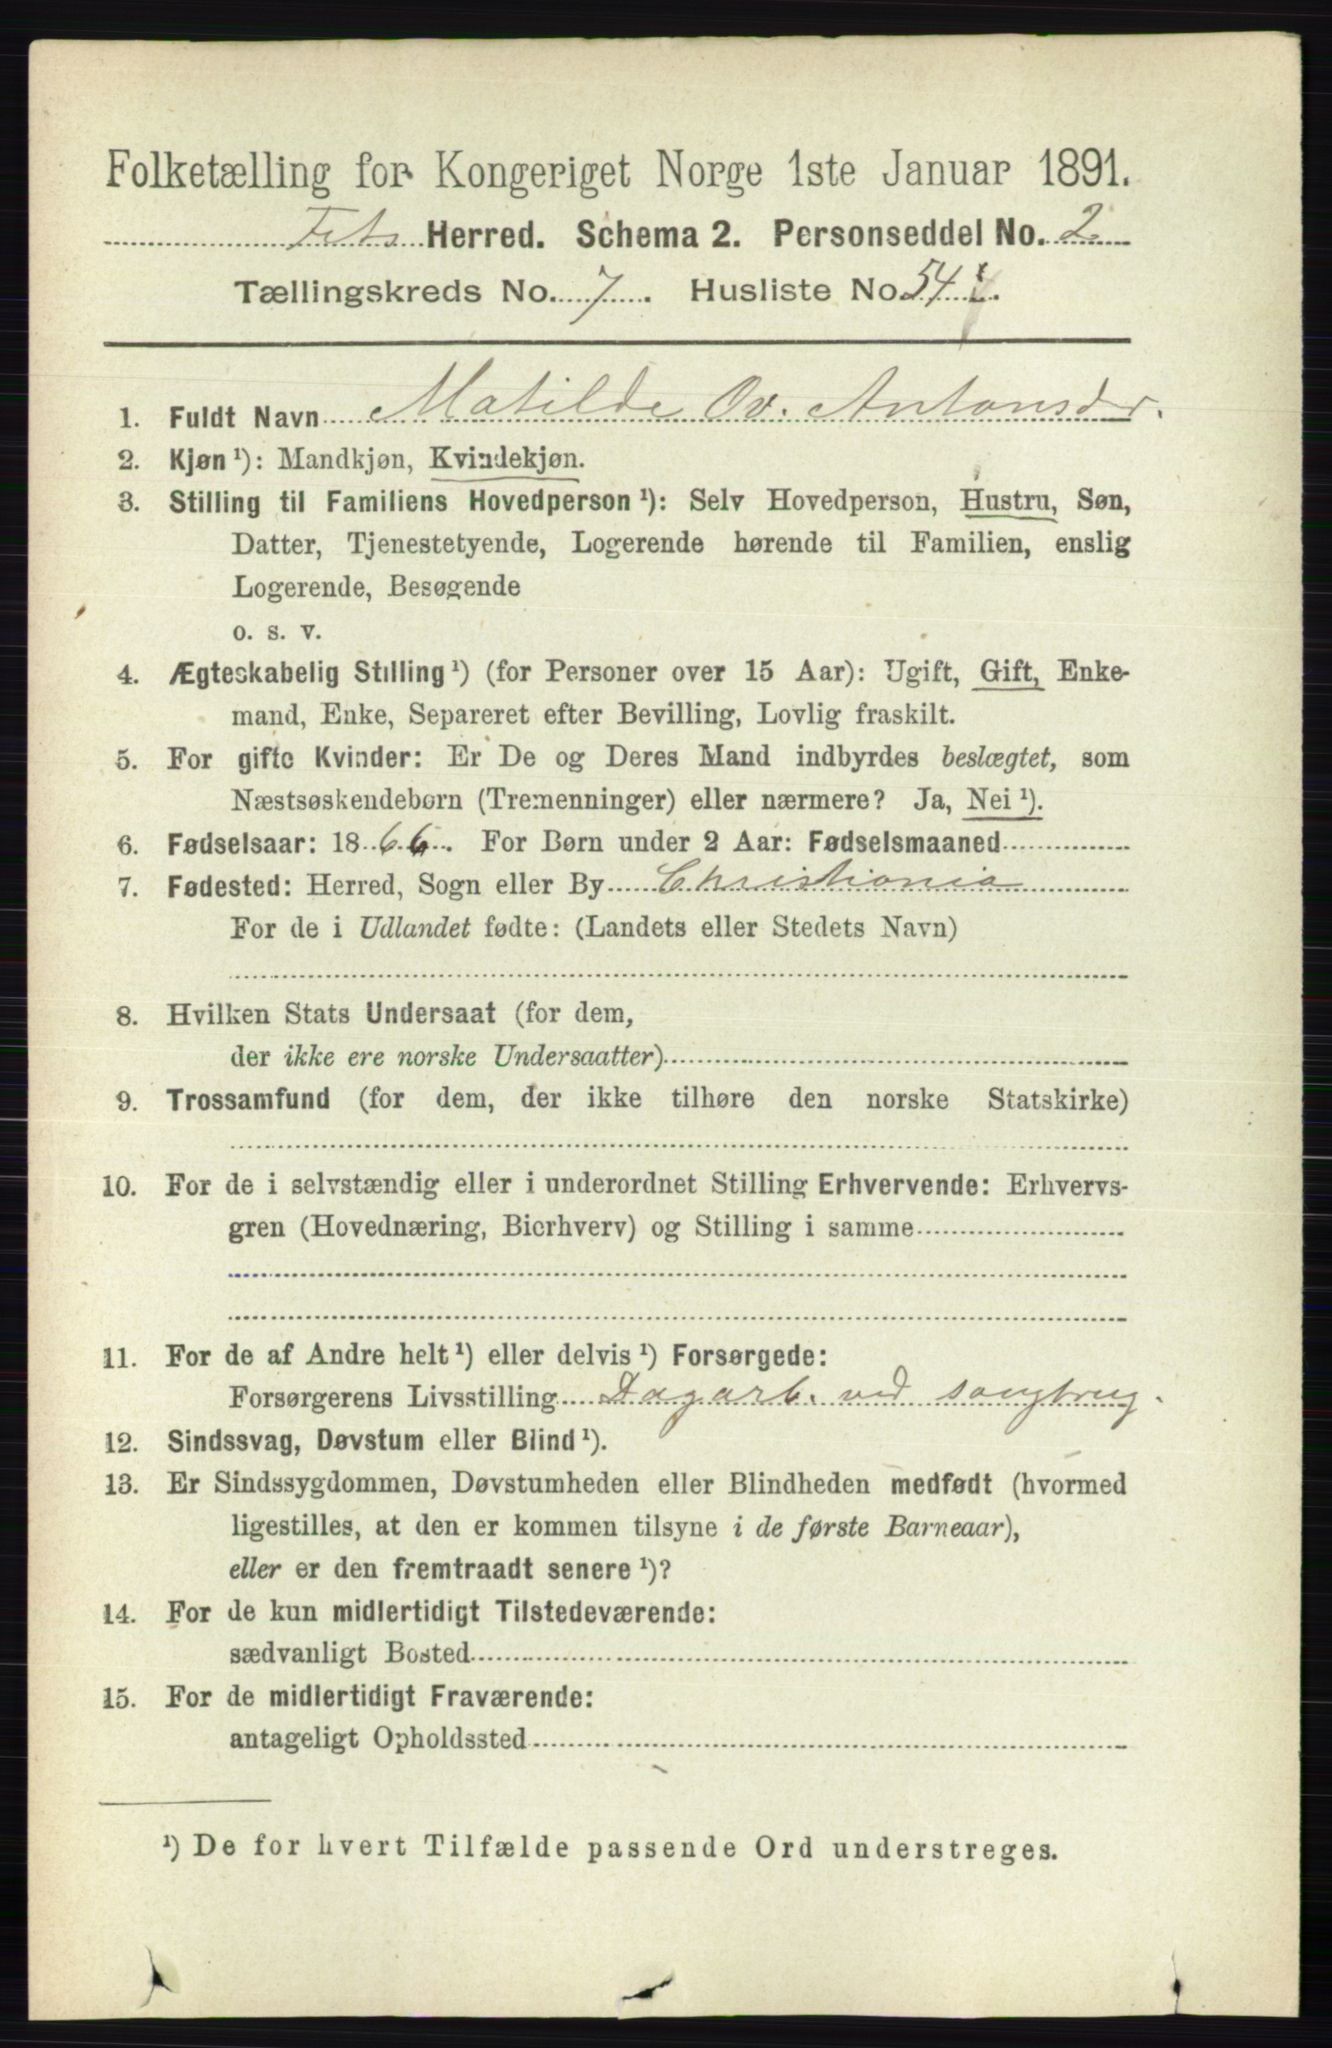 Folketælling for Kongeriget Norge 1ste Januar 1891.
Fets Herred. Schema 2. Personseddel No. 2
Tællingskreds No. 7. Husliste No. 54
1. Fuldt Navn Matilde Ov. Antonsdr.
2. Kjøn ¹): Mandkjøn, Kvindekjøn.
3. Stilling til Familiens Hovedperson ¹): Selv Hovedperson, Hustru, Søn,
Datter, Tjenestetyende, Logerende hørende til Familien, enslig
Logerende, Besøgende
o. s. v.
4. Ægteskabelig Stilling ¹) (for Personer over 15 Aar): Ugift, Gift, Enke-
mand, Enke, Separeret efter Bevilling, Lovlig fraskilt.
5. For gifte Kvinder: Er De og Deres Mand indbyrdes beslægtet, som
Næstsøskendebørn (Tremenninger) eller nærmere? Ja, Nei ¹).
6. Fødselsaar: 1866. For Børn under 2 Aar: Fødselsmaaned
7. Fødested: Herred, Sogn eller By Christiania
For de i Udlandet fødte: (Landets eller Stedets Navn)
8. Hvilken Stats Undersaat (for dem,
der ikke ere norske Undersaatter)
9. Trossamfund (for dem, der ikke tilhøre den norske Statskirke)
10. For de i selvstændig eller i underordnet Stilling Erhvervende: Erhvervs-
gren (Hovednæring, Bierhverv) og Stilling i samme
11. For de af Andre helt ¹) eller delvis ¹) Forsørgede:
Forsørgerens Livsstilling Dagarb. ved saugbrug.
12. Sindssvag, Døvstum eller Blind ¹).
13. Er Sindssygdommen, Døvstumheden eller Blindheden medfødt (hvormed
ligestilles, at den er kommen tilsyne i de første Barneaar),
eller er den fremtraadt senere ¹)?
14. For de kun midlertidigt Tilstedeværende:
sædvanligt Bosted
15. For de midlertidigt Fraværende:
antageligt Opholdssted
¹) De for hvert Tilfælde passende Ord understreges.